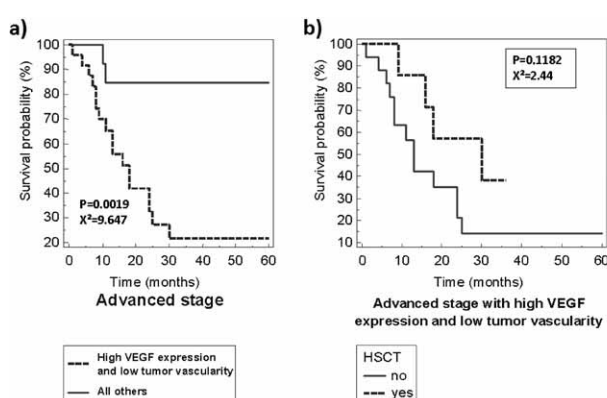 a)
Survival probability (%)
100
90
80
70
60
50
40
30
20
P=0.0019
X²=9.647
0 10 20 30 40 50 60
Time (months)
Advanced stage
High VEGF expression
and low tumor vascularity
All others
b)
Survival probability (%)
100
90
80
70
60
50
40
30
20
10
P=0.1182
X²=2.44
0 10 20 30 40 50 60
Time (months)
Advanced stage with high VEGF
expression and low tumor vascularity
HSCT
no
yes